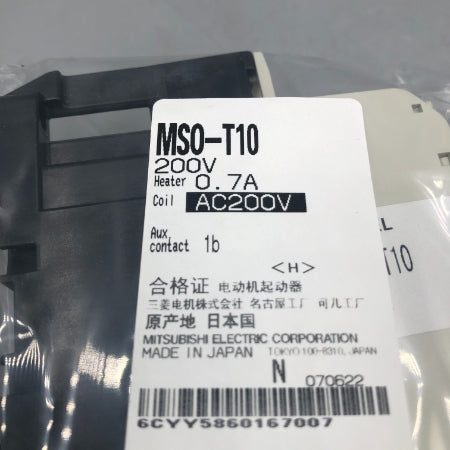 MSO-T10
200V
Heater 0.7A
Coil AC200V
Aux.
contact 1b
<H>
合格证 电动机起动器
三菱电机株式会社 名古屋工厂 可儿工厂
原产地 日本国
MITSUBISHI ELECTRIC CORPORATION
MADE IN JAPAN TOKYO 100-8310, JAPAN
N 070622
6CYY5860167007
T10